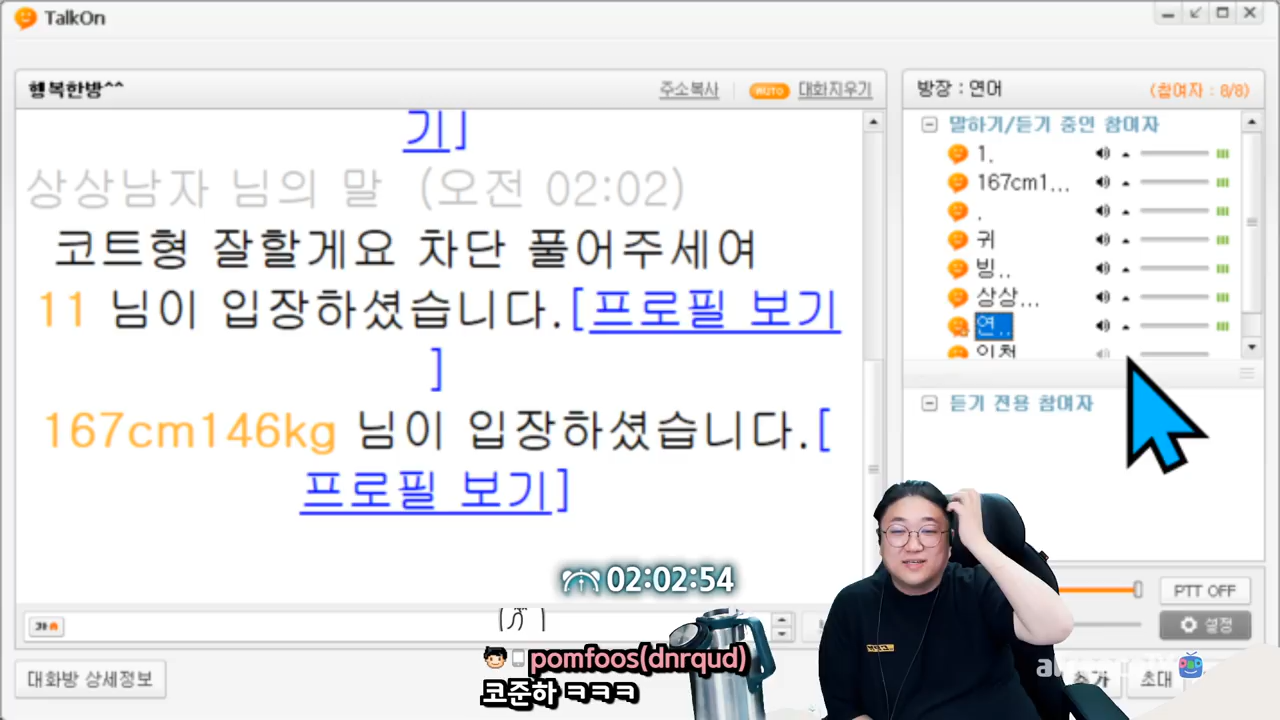 TalkOn
행복한방^^
주소복사
AUTO 대화지우기
기]
상상남자 님의 말 (오전 02:02)
코트형 잘할게요 차단 풀어주세여
11 님이 입장하셨습니다.[프로필 보기
]
167cm146kg 님이 입장하셨습니다.[
프로필 보기]
방장 : 연어
(참여자 : 8/8)
말하기/듣기 중인 참여자
1.
167cm1...
.
귀
빙..
상상...
연..
이처
듣기 전용 참여자
02:02:54
PTT OFF
설정
pomfoos(dnrqud)
코준하 ㅋㅋㅋ
대화방 상세정보
추가
초대